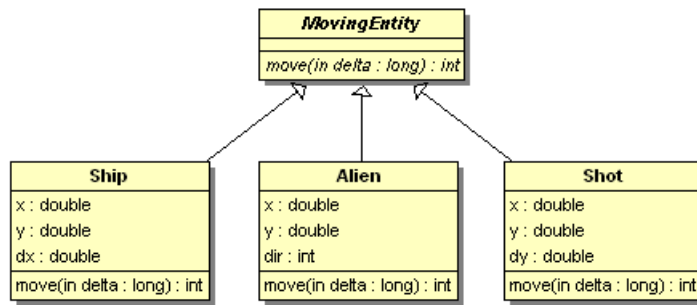 MovingEntity
move(in delta : long) : int
Ship
x : double
y : double
dx : double
move(in delta : long) : int
Alien
x : double
y : double
dir : int
move(in delta : long) : int
Shot
x : double
y : double
dy : double
move(in delta : long) : int